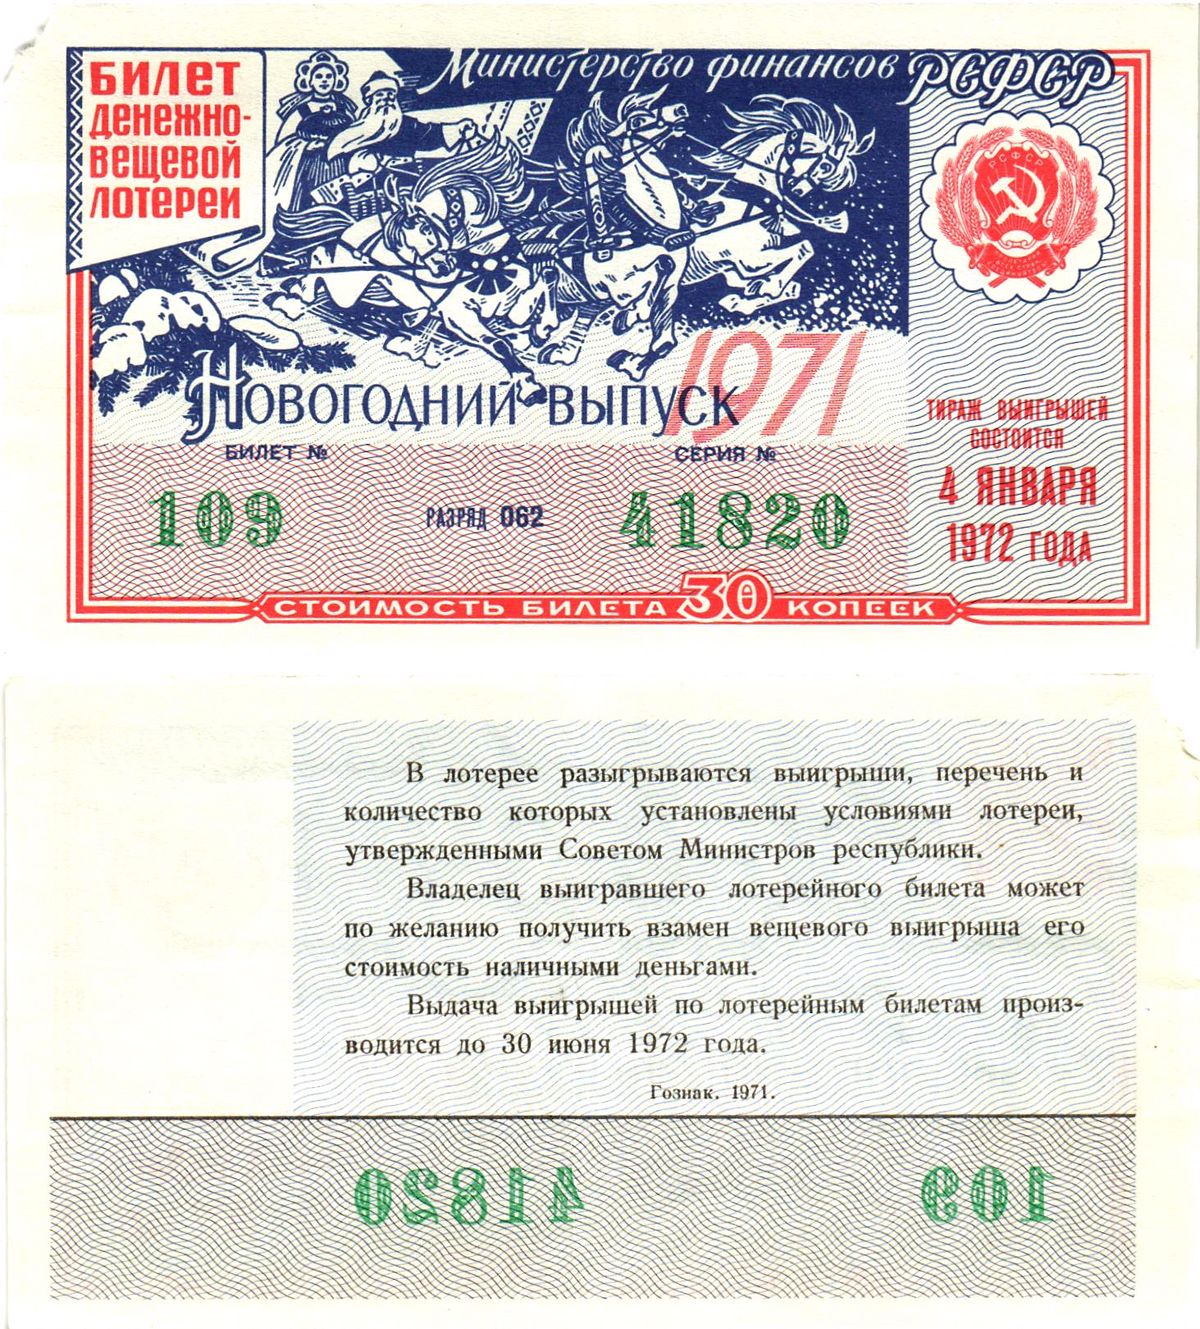 БИЛЕТ
ДЕНЕЖНО-
ВЕЩЕВОЙ
ЛОТЕРЕИ
Министерство финансов РСФСР
РСФСР
Новогодний выпуск
1971
БИЛЕТ №
СЕРИЯ №
109
РАЗРЯД 062
41820
ТИРАЖ ВЫИГРЫШЕЙ
СОСТОИТСЯ
4 ЯНВАРЯ
1972 ГОДА
СТОИМОСТЬ БИЛЕТА 30 КОПЕЕК
В лотерее разыгрываются выигрыши, перечень и
количество которых установлены условиями лотереи,
утвержденными Советом Министров республики.
Владелец выигравшего лотерейного билета может
по желанию получить взамен вещевого выигрыша его
стоимость наличными деньгами.
Выдача выигрышей по лотерейным билетам произ-
водится до 30 июня 1972 года.
Гознак. 1971.
41820
109